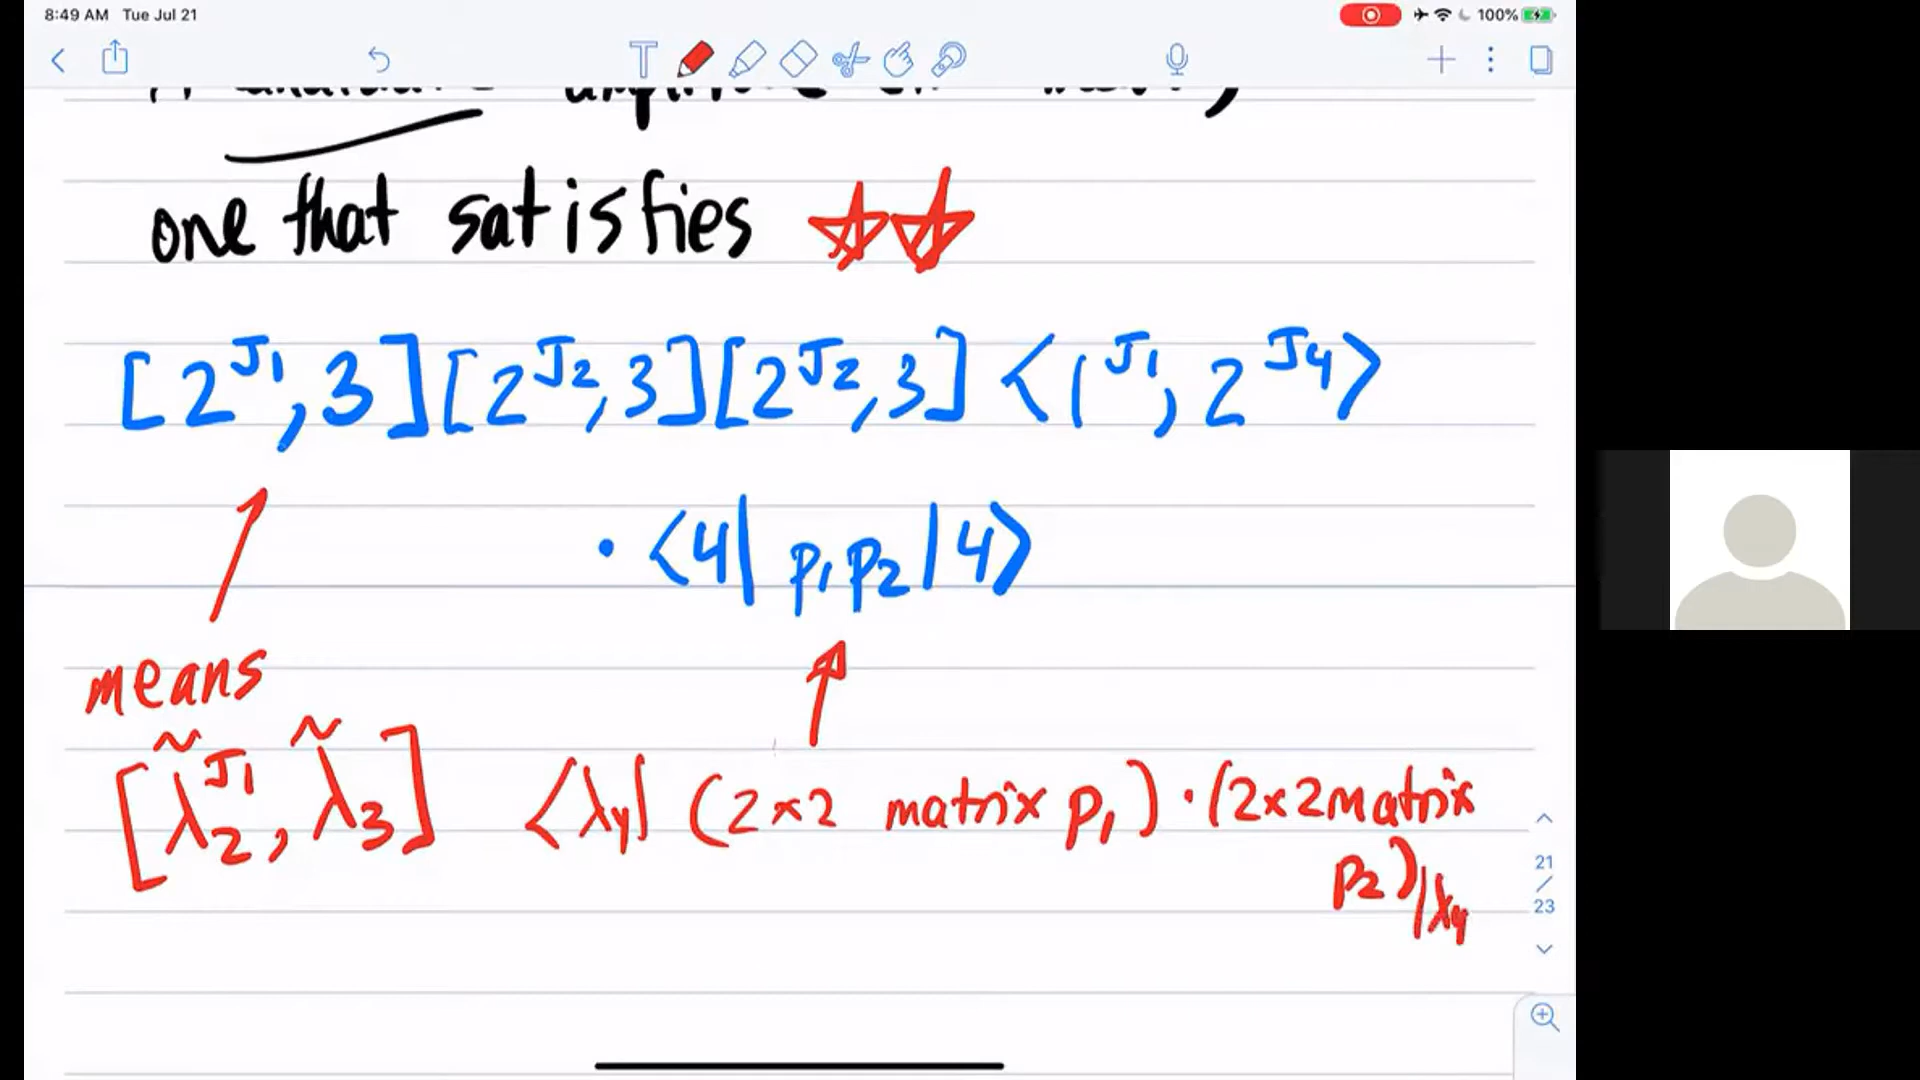 8:49 AM Tue Jul 21
100%
T
one that satisfies ☆☆
[2^J1, 3][2^J2, 3][2^J2, 3]⟨1^J1, 2^J4⟩
· ⟨4| p₁p₂ |4⟩
means
[λ̃₂^J1, λ̃₃] ⟨λ₄| (2×2 matrix p₁) · (2×2 matrix
p₂)|λ₄
21
/
23